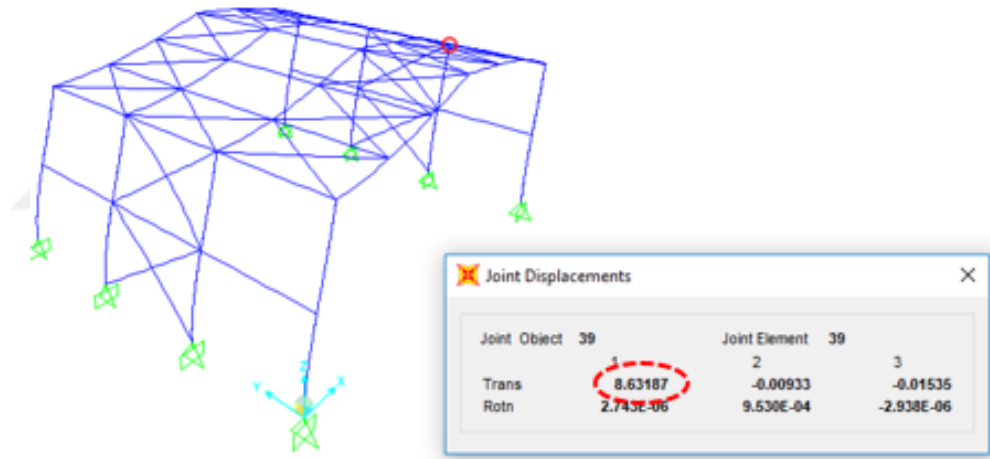 Joint Displacements
Joint Object 39 Joint Element 39
1 2 3
Trans 8.63187 -0.00933 -0.01535
Rotn 2.743E-06 9.530E-04 -2.938E-06
Z
Y X